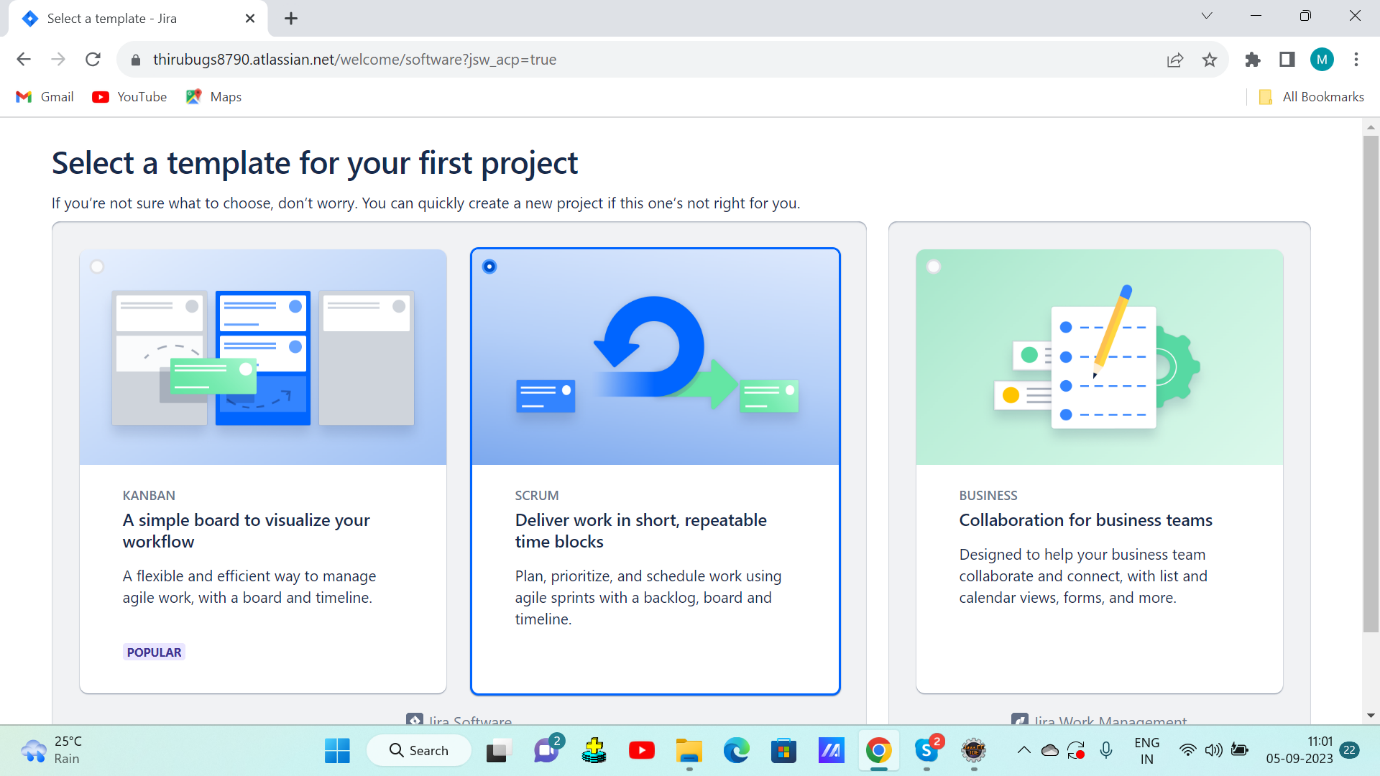 Select a template - Jira
thirubugs8790.atlassian.net/welcome/software?jsw_acp=true
M
Gmail
YouTube
Maps
All Bookmarks
Select a template for your first project
If you're not sure what to choose, don't worry. You can quickly create a new project if this one's not right for you.
KANBAN
A simple board to visualize your
workflow
A flexible and efficient way to manage
agile work, with a board and timeline.
POPULAR
SCRUM
Deliver work in short, repeatable
time blocks
Plan, prioritize, and schedule work using
agile sprints with a backlog, board and
timeline.
BUSINESS
Collaboration for business teams
Designed to help your business team
collaborate and connect, with list and
calendar views, forms, and more.
Jira Software
Jira Work Management
25°C
Rain
Search
2
2
ENG
IN
11:01
05-09-2023
22